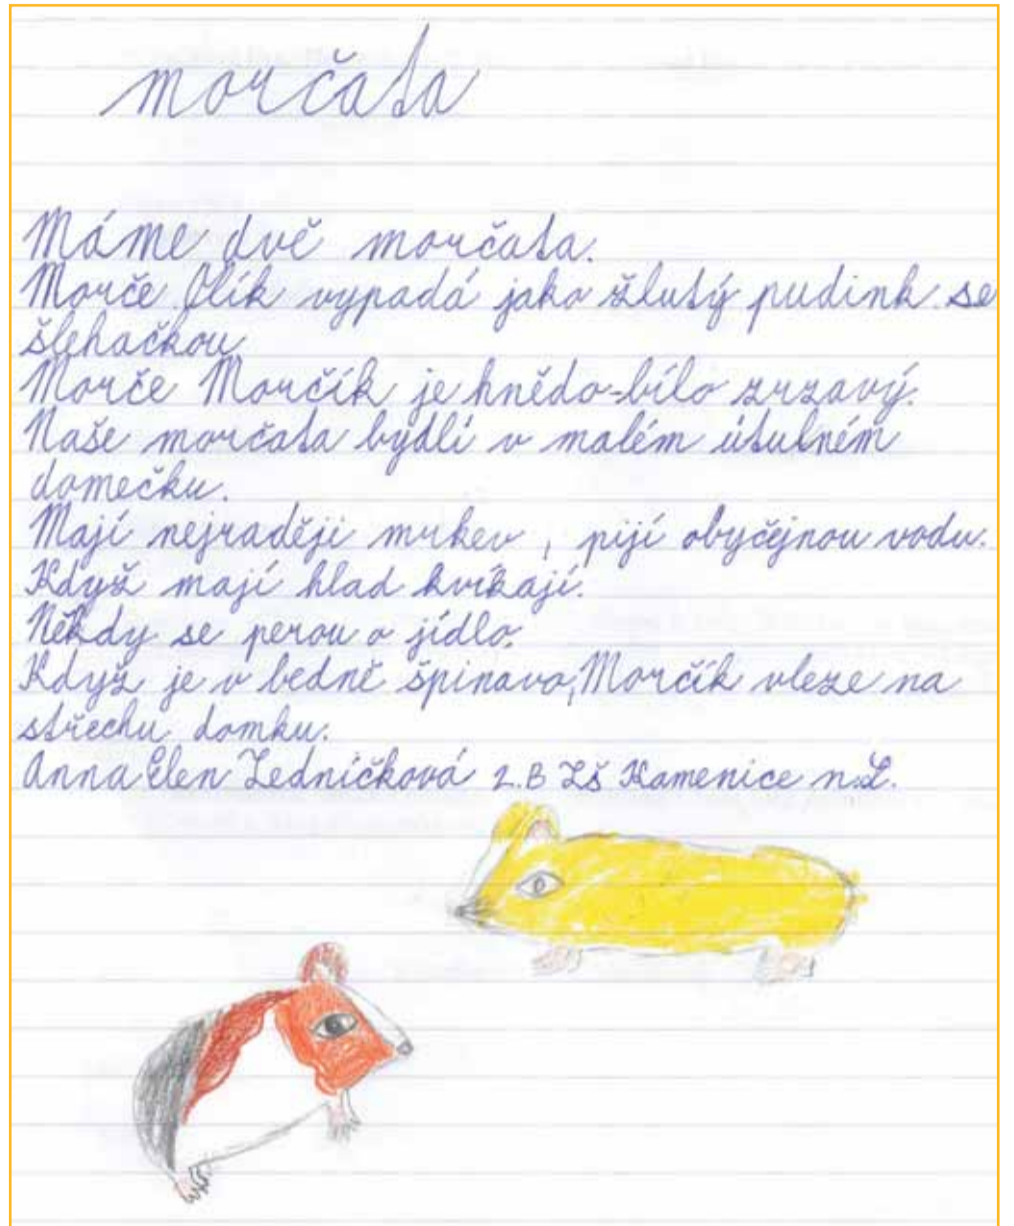 morčata
Máme dvě morčata.
Morče Olík vypadá jako žlutý pudink se
šlehačkou.
Morče Morčík je hnědo-bílo zrzavý.
Naše morčata bydlí v malém útulném
domečku.
Mají nejraději mrkev, pijí obyčejnou vodu.
Když mají hlad kvíkají.
Někdy se perou o jídlo.
Když je v bedně špinavo, Morčík vleze na
střechu domku.
Anna Elen Ledničková 2.B ZŠ Kamenice n.L.